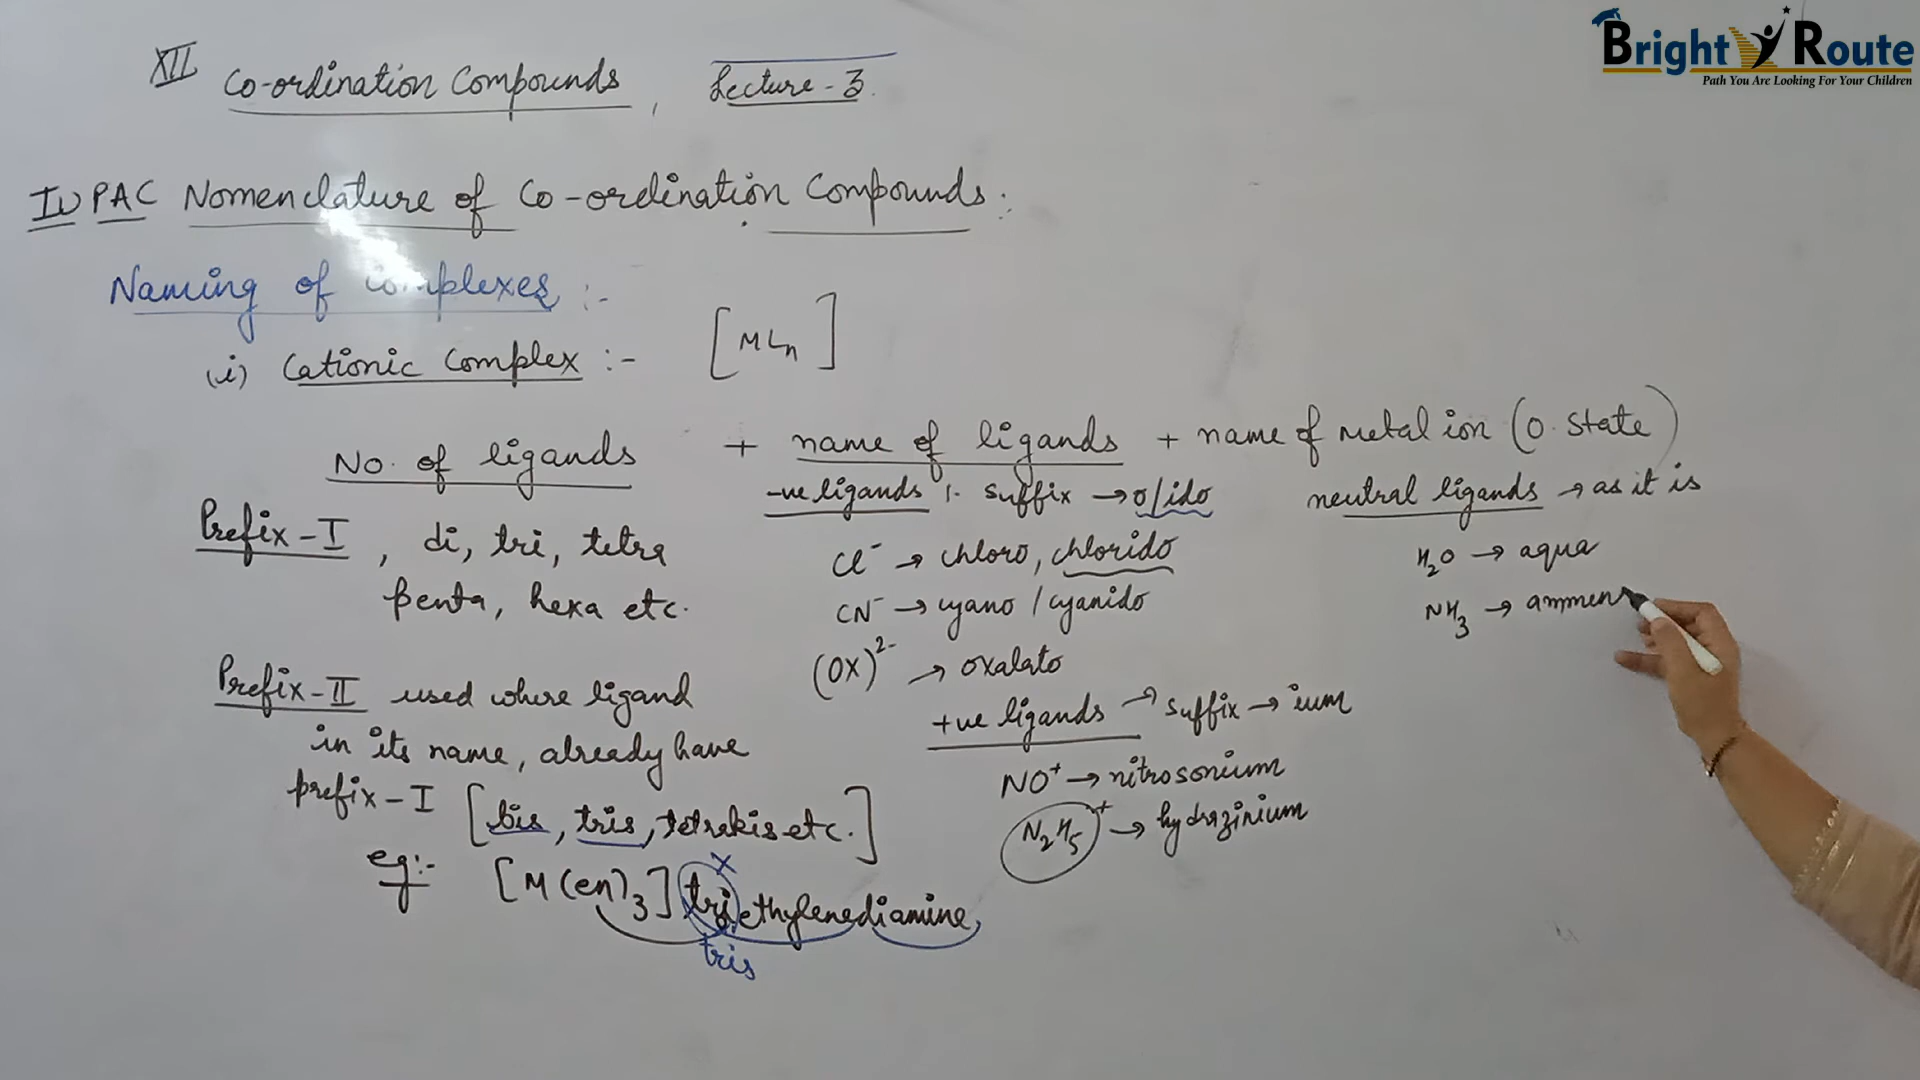 Bright Route
Path You Are Looking For Your Children
XII Co-ordination Compounds, Lecture-3.
IUPAC Nomenclature of Co-ordination Compounds:
Naming of complexes :-
(i) Cationic Complex :- [MLn]
No. of ligands + name of ligands + name of metal ion (O. State)
Prefix-I, di, tri, tetra
penta, hexa etc.
-ve ligands :- suffix → o/ido
Cl⁻ → chloro, chlorido
CN⁻ → cyano / cyanido
(OX)²⁻ → oxalato
neutral ligands → as it is
H₂O → aqua
NH₃ → ammen
Prefix-II used where ligand
in its name, already have
prefix-I [bis, tris, tetrakis etc.]
eg:- [M(en)₃] triethylenediamine
x
tris
+ve ligands → suffix → ium
NO⁺ → nitrosonium
N₂H₅⁺ → hydrazinium